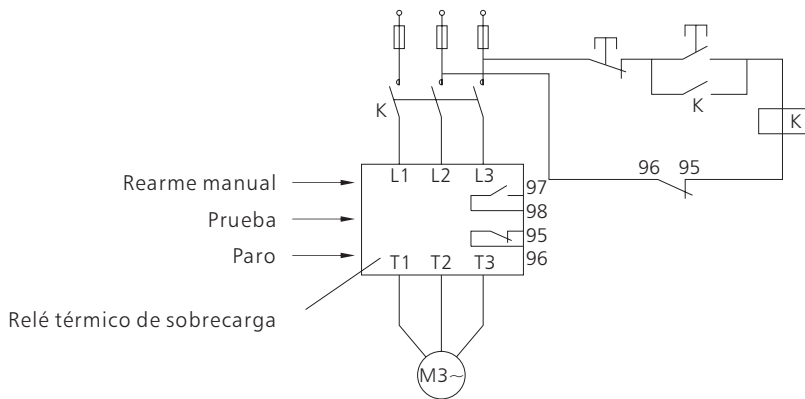 K
K
K
96 95
L1 L2 L3
97
98
95
96
Rearme manual
Prueba
Paro
T1 T2 T3
Relé térmico de sobrecarga
M3~